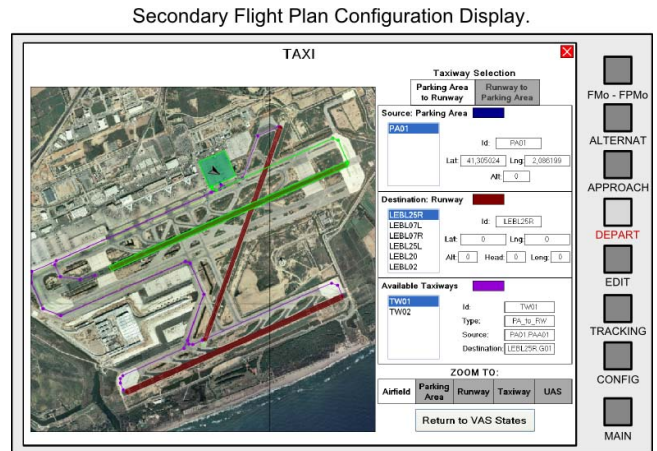 Secondary Flight Plan Configuration Display.
TAXI
Taxiway Selection
Parking Area to Runway
Runway to Parking Area
Source: Parking Area
PA01
Id: PA01
Lat: 41,305024 Lng: 2,086199
Alt: 0
Destination: Runway
LEBL25R
LEBL07L
LEBL07R
LEBL25L
LEBL20
LEBL02
Id: LEBL25R
Lat: 0 Lng: 0
Alt: 0 Head: 0 Leng: 0
Available Taxiways
TW01
TW02
Id: TW01
Type: PA_to_RW
Source: PA01.PAA01
Destination: LEBL25R.G01
ZOOM TO:
Airfield
Parking Area
Runway
Taxiway
UAS
Return to VAS States
FMo - FPMo
ALTERNAT
APPROACH
DEPART
EDIT
TRACKING
CONFIG
MAIN